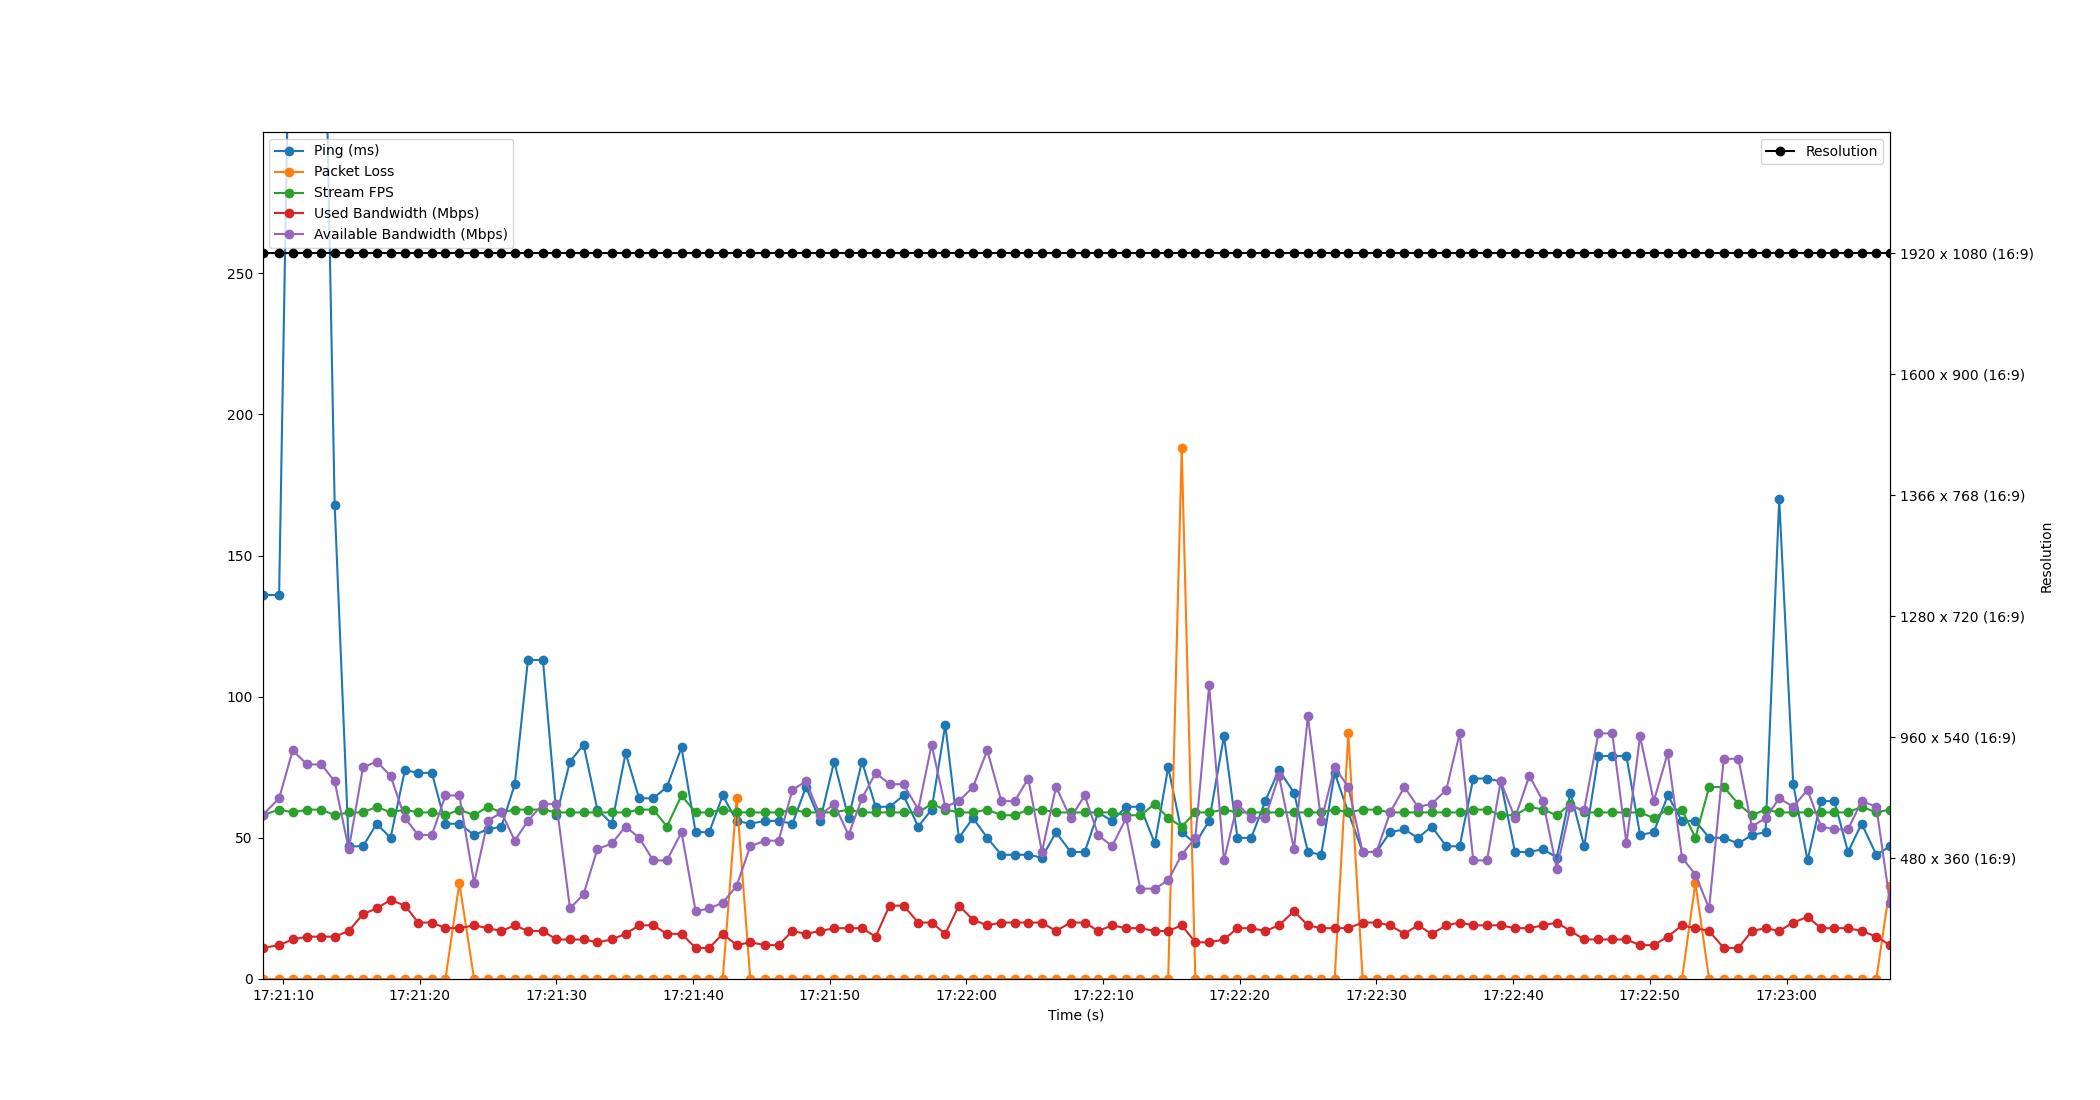 Ping (ms)
Packet Loss
Stream FPS
Used Bandwidth (Mbps)
Available Bandwidth (Mbps)
Resolution
250
200
150
100
50
0
1920 x 1080 (16:9)
1600 x 900 (16:9)
1366 x 768 (16:9)
1280 x 720 (16:9)
960 x 540 (16:9)
480 x 360 (16:9)
Resolution
17:21:10 17:21:20 17:21:30 17:21:40 17:21:50 17:22:00 17:22:10 17:22:20 17:22:30 17:22:40 17:22:50 17:23:00
Time (s)